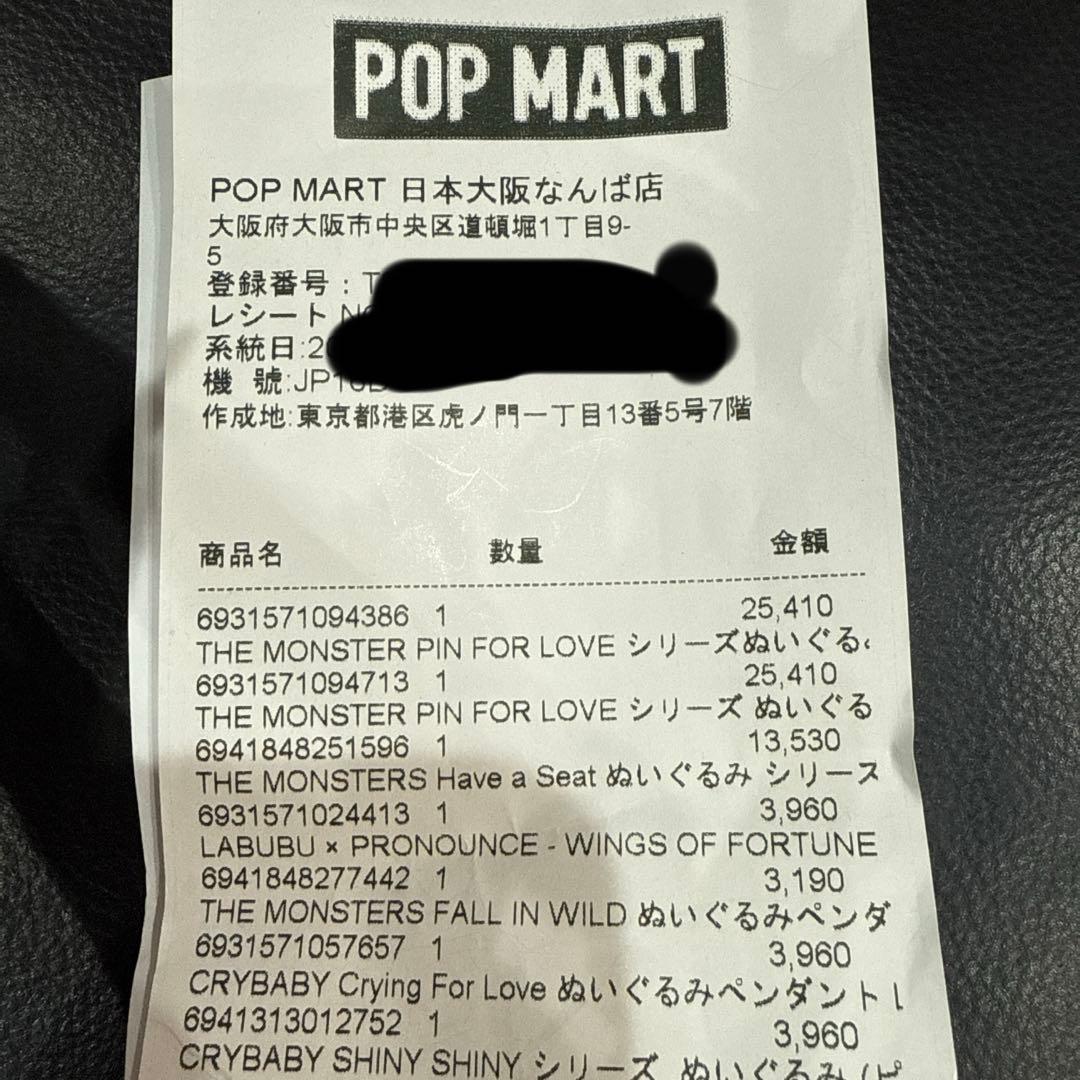 POP MART
POP MART 日本大阪なんば店
大阪府大阪市中央区道頓堀1丁目9-
5
登録番号：T
レシート
系統日:2
機 號:JP
作成地:東京都港区虎ノ門一丁目13番5号7階
商品名 数量 金額
6931571094386 1 25,410
THE MONSTER PIN FOR LOVE シリーズぬいぐる
6931571094713 1 25,410
THE MONSTER PIN FOR LOVE シリーズ ぬいぐる
6941848251596 1 13,530
THE MONSTERS Have a Seat ぬいぐるみ シリース
6931571024413 1 3,960
LABUBU × PRONOUNCE - WINGS OF FORTUNE
6941848277442 1 3,190
THE MONSTERS FALL IN WILD ぬいぐるみペンダ
6931571057657 1 3,960
CRYBABY Crying For Love ぬいぐるみペンダント
6941313012752 1 3,960
CRYBABY SHINY SHINY シリーズ ぬいぐるみ